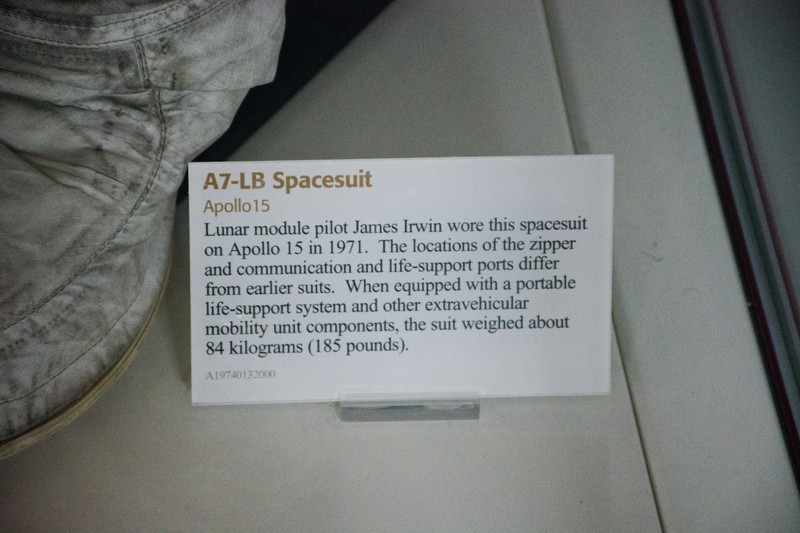 A7-LB Spacesuit
Apollo15
Lunar module pilot James Irwin wore this spacesuit
on Apollo 15 in 1971.  The locations of the zipper
and communication and life-support ports differ
from earlier suits.  When equipped with a portable
life-support system and other extravehicular
mobility unit components, the suit weighed about
84 kilograms (185 pounds).
A19740132000